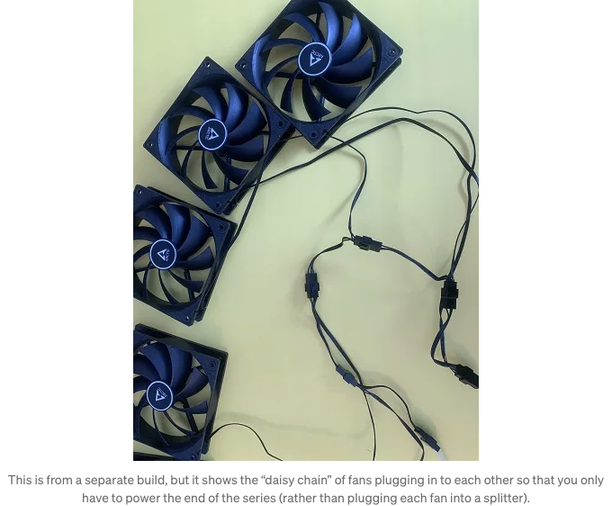 This is from a separate build, but it shows the “daisy chain” of fans plugging in to each other so that you only
have to power the end of the series (rather than plugging each fan into a splitter).